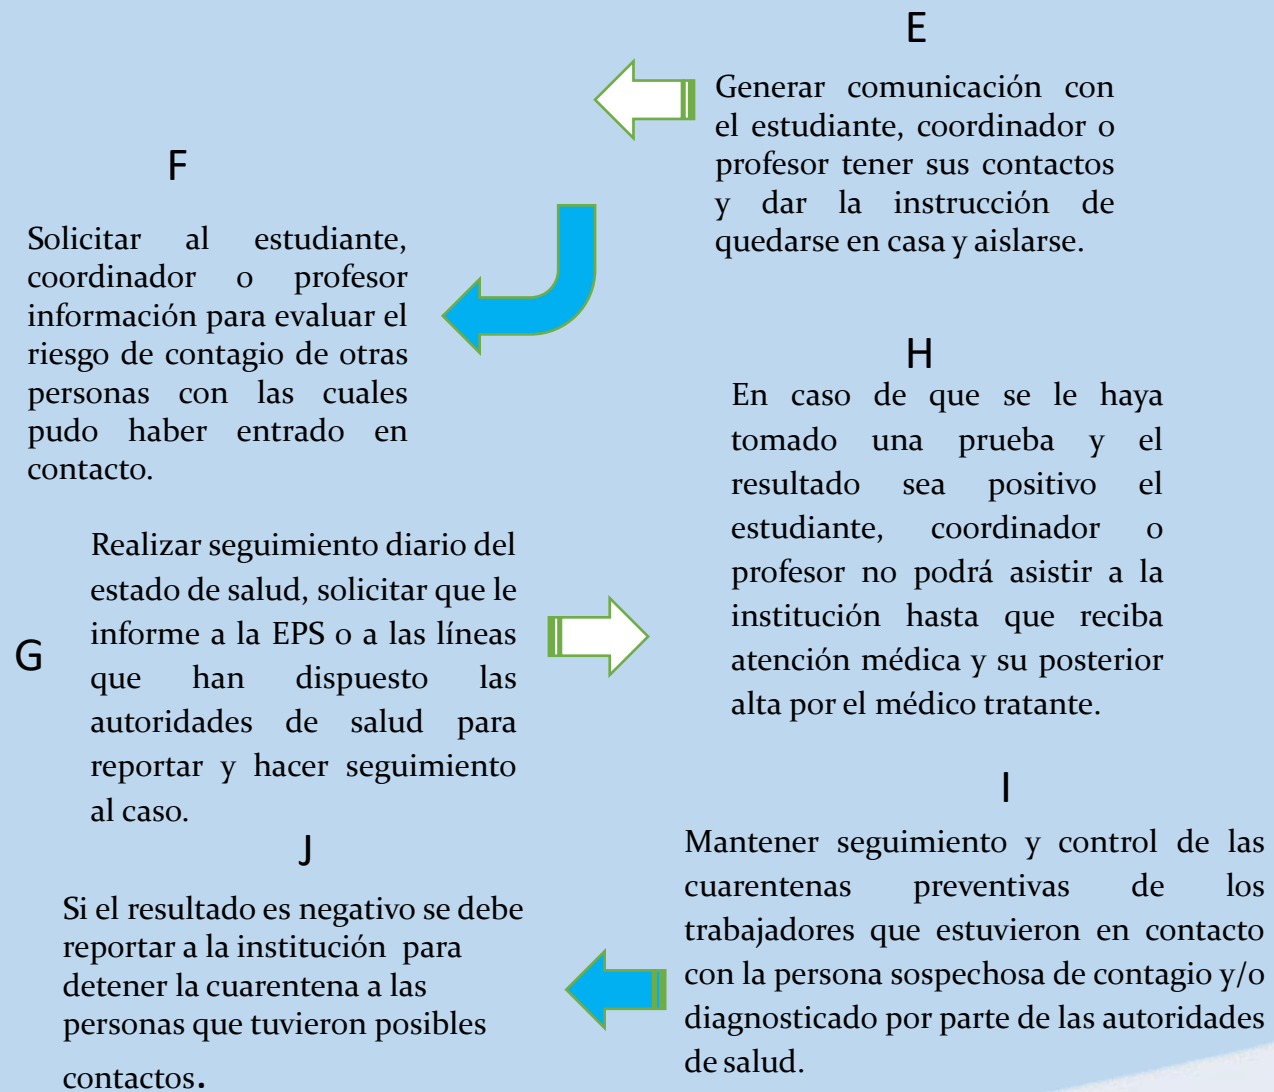 E
Generar comunicación con
el estudiante, coordinador o
profesor tener sus contactos
y dar la instrucción de
quedarse en casa y aislarse.
F
Solicitar al estudiante,
coordinador o profesor
información para evaluar el
riesgo de contagio de otras
personas con las cuales
pudo haber entrado en
contacto.
G
Realizar seguimiento diario del
estado de salud, solicitar que le
informe a la EPS o a las líneas
que han dispuesto las
autoridades de salud para
reportar y hacer seguimiento
al caso.
H
En caso de que se le haya
tomado una prueba y el
resultado sea positivo el
estudiante, coordinador o
profesor no podrá asistir a la
institución hasta que reciba
atención médica y su posterior
alta por el médico tratante.
I
Mantener seguimiento y control de las
cuarentenas preventivas de los
trabajadores que estuvieron en contacto
con la persona sospechosa de contagio y/o
diagnosticado por parte de las autoridades
de salud.
J
Si el resultado es negativo se debe
reportar a la institución para
detener la cuarentena a las
personas que tuvieron posibles
contactos.